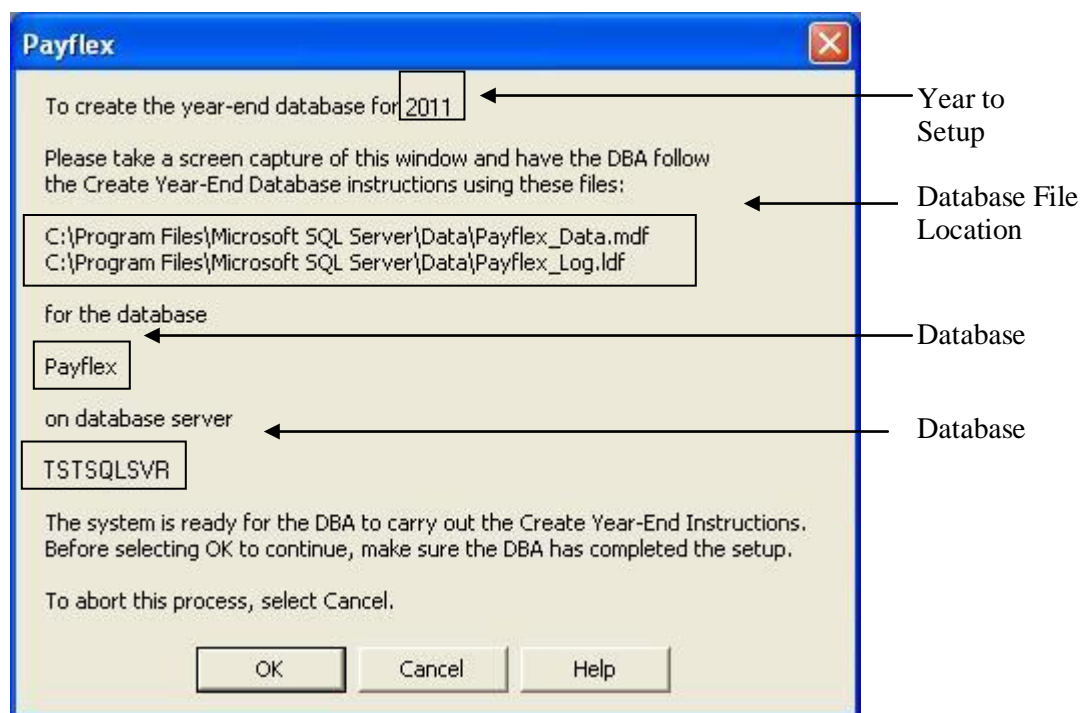 Payflex
To create the year-end database for 2011
Year to
Setup
Please take a screen capture of this window and have the DBA follow
the Create Year-End Database instructions using these files:
Database File
Location
C:\Program Files\Microsoft SQL Server\Data\Payflex_Data.mdf
C:\Program Files\Microsoft SQL Server\Data\Payflex_Log.ldf
for the database
Database
Payflex
on database server
Database
TSTSQLSVR
The system is ready for the DBA to carry out the Create Year-End Instructions.
Before selecting OK to continue, make sure the DBA has completed the setup.
To abort this process, select Cancel.
OK
Cancel
Help